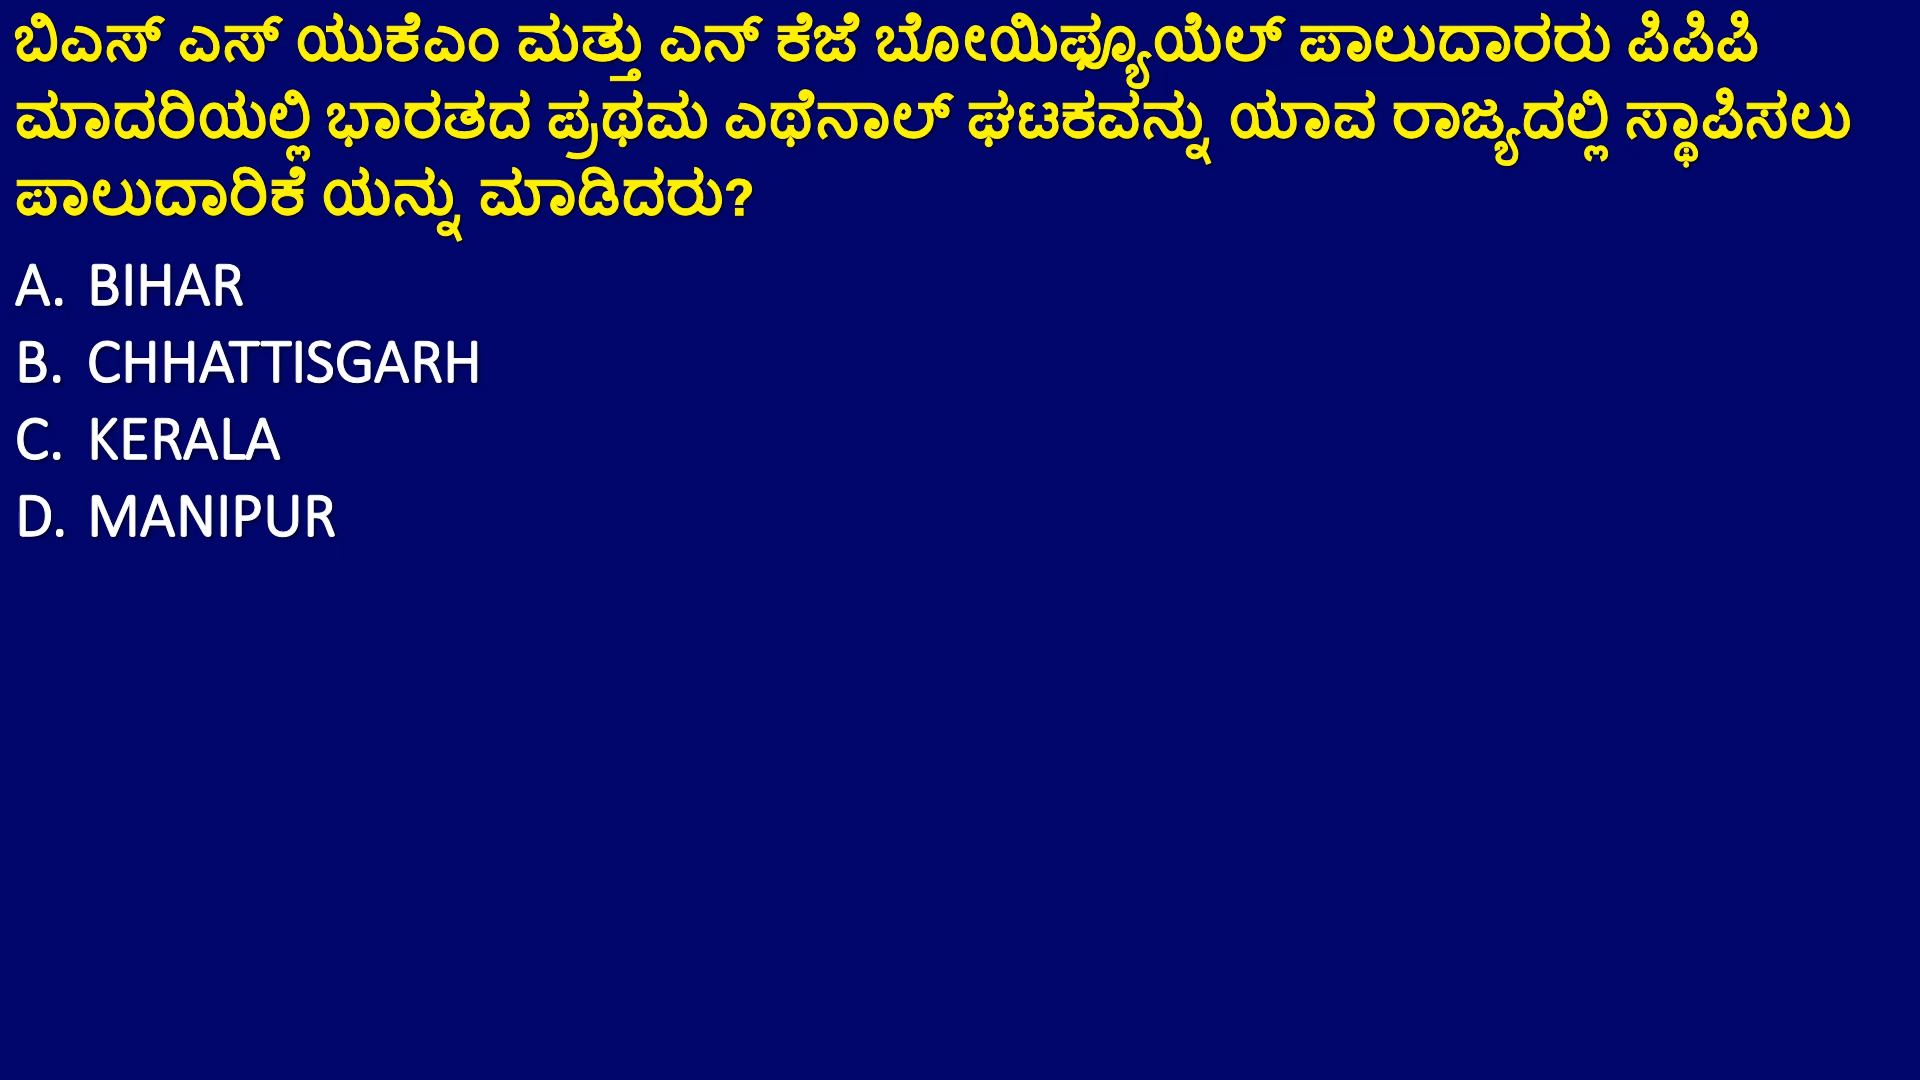 ಬಿಎಸ್ ಎಸ್ ಯುಕೆಎಂ ಮತ್ತು ಎನ್ ಕೆಜೆ ಬೋಯಿಫ್ಯೂಯೆಲ್ ಪಾಲುದಾರರು ಪಿಪಿಪಿ
ಮಾದರಿಯಲ್ಲಿ ಭಾರತದ ಪ್ರಥಮ ಎಥೆನಾಲ್ ಘಟಕವನ್ನು ಯಾವ ರಾಜ್ಯದಲ್ಲಿ ಸ್ಥಾಪಿಸಲು
ಪಾಲುದಾರಿಕೆ ಯನ್ನು ಮಾಡಿದರು?
A. BIHAR
B. CHHATTISGARH
C. KERALA
D. MANIPUR